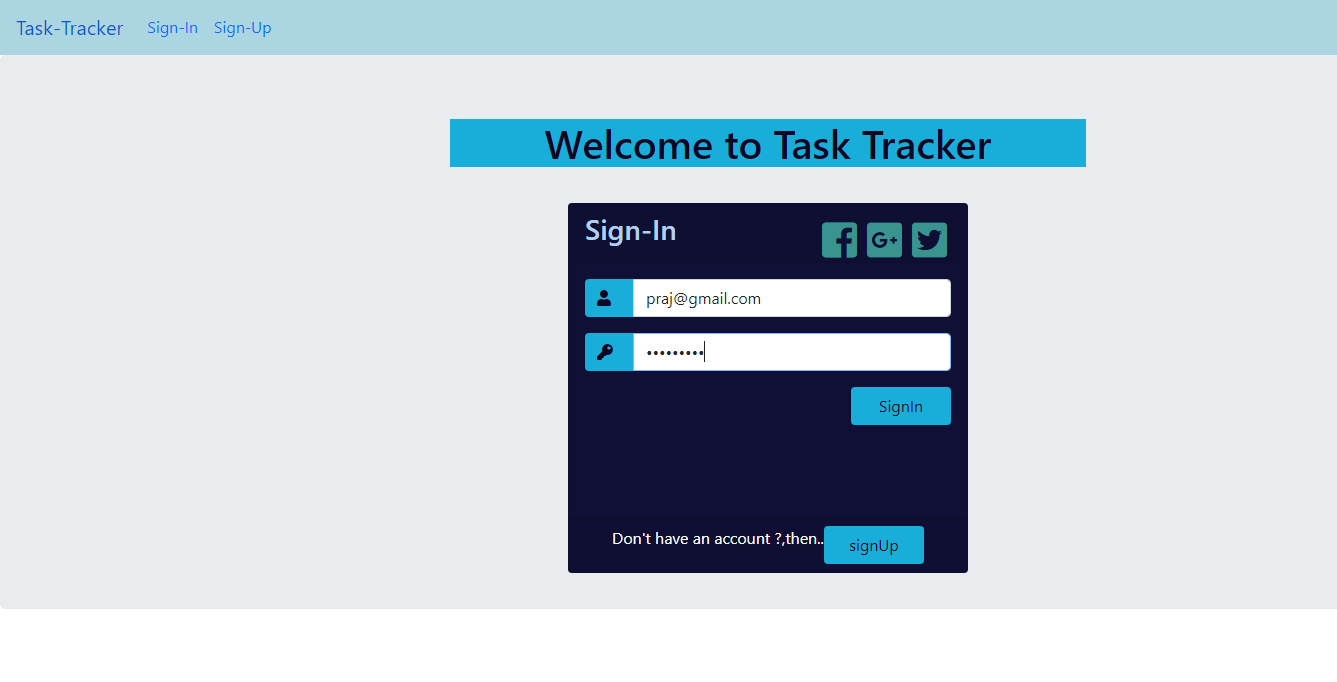 Task-Tracker Sign-In Sign-Up
Welcome to Task Tracker
Sign-In
G+
praj@gmail.com
•••••••••
SignIn
Don't have an account ?,then.. signUp